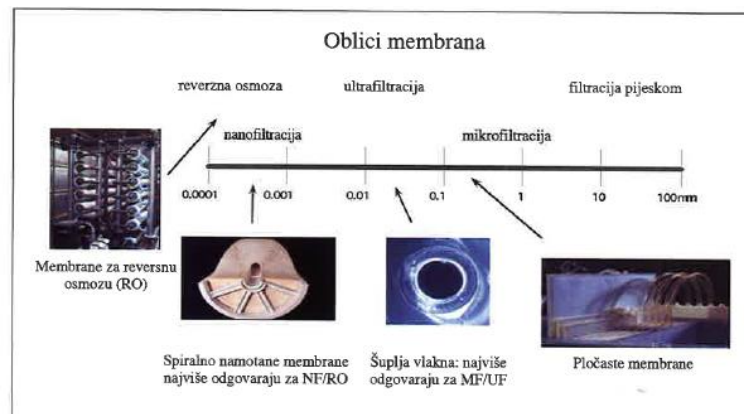 Oblici membrana
reverzna osmoza ultrafiltracija filtracija pijeskom
nanofiltracija mikrofiltracija
0.0001 0.001 0.01 0.1 1 10 100mm
Membrane za reversnu
osmozu (RO)
Spiralno namotane membrane
najviše odgovaraju za NF/RO
Šuplja vlakna: najviše
odgovaraju za MF/UF
Pločaste membrane